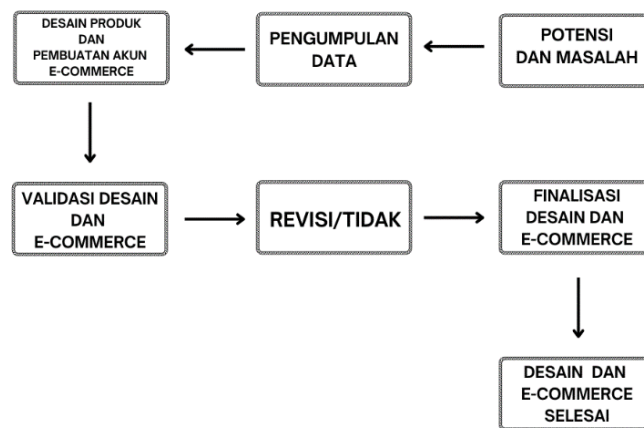 DESAIN PRODUK
DAN
PEMBUATAN AKUN
E-COMMERCE
PENGUMPULAN
DATA
POTENSI
DAN MASALAH
VALIDASI DESAIN
DAN
E-COMMERCE
REVISI/TIDAK
FINALISASI
DESAIN DAN
E-COMMERCE
DESAIN DAN
E-COMMERCE
SELESAI